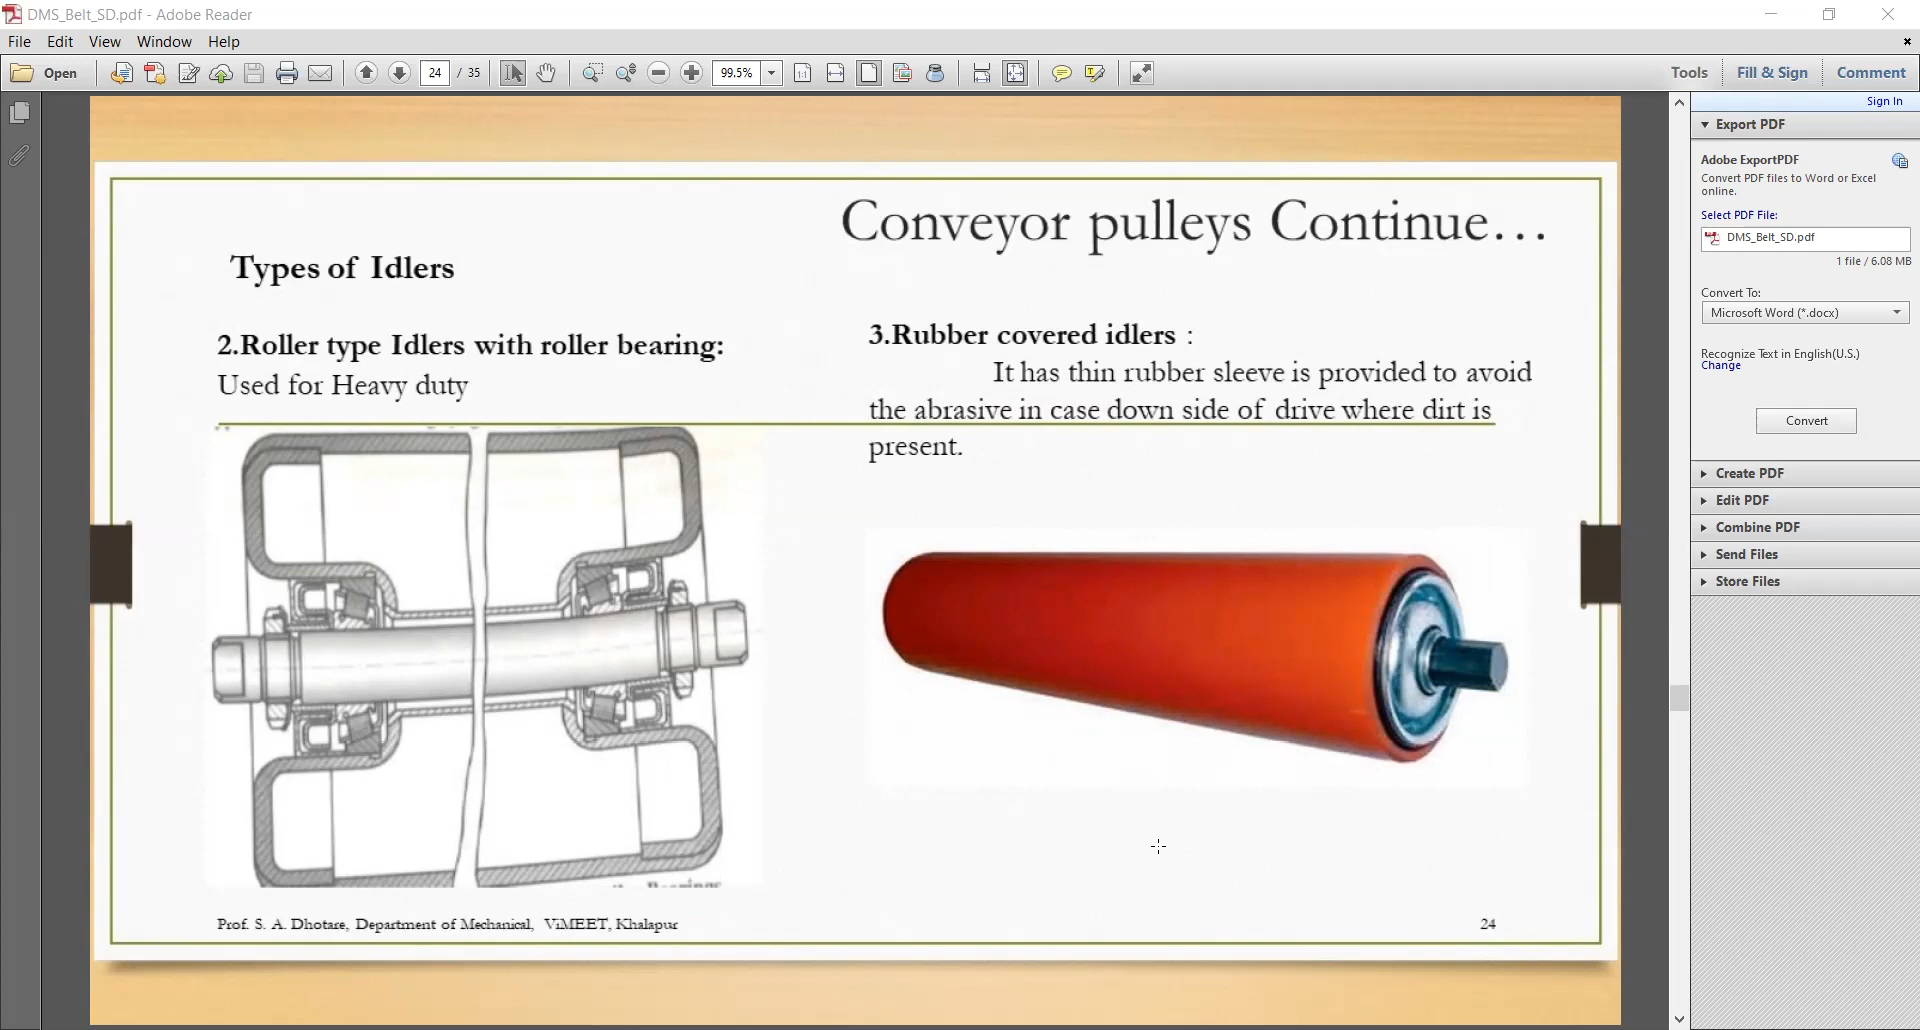 DMS_Belt_SD.pdf - Adobe Reader
File Edit View Window Help
Open 24 / 35 99.5% Tools Fill & Sign Comment
Sign In
Export PDF
Adobe ExportPDF
Convert PDF files to Word or Excel
online.
Select PDF File:
DMS_Belt_SD.pdf
1 file / 6.08 MB
Convert To:
Microsoft Word (*.docx)
Recognize Text in English(U.S.)
Change
Convert
Create PDF
Edit PDF
Combine PDF
Send Files
Store Files
Conveyor pulleys Continue...
Types of Idlers
2.Roller type Idlers with roller bearing:
Used for Heavy duty
3.Rubber covered idlers :
It has thin rubber sleeve is provided to avoid
the abrasive in case down side of drive where dirt is
present.
Prof. S. A. Dhotare, Department of Mechanical, ViMEET, Khalapur
24